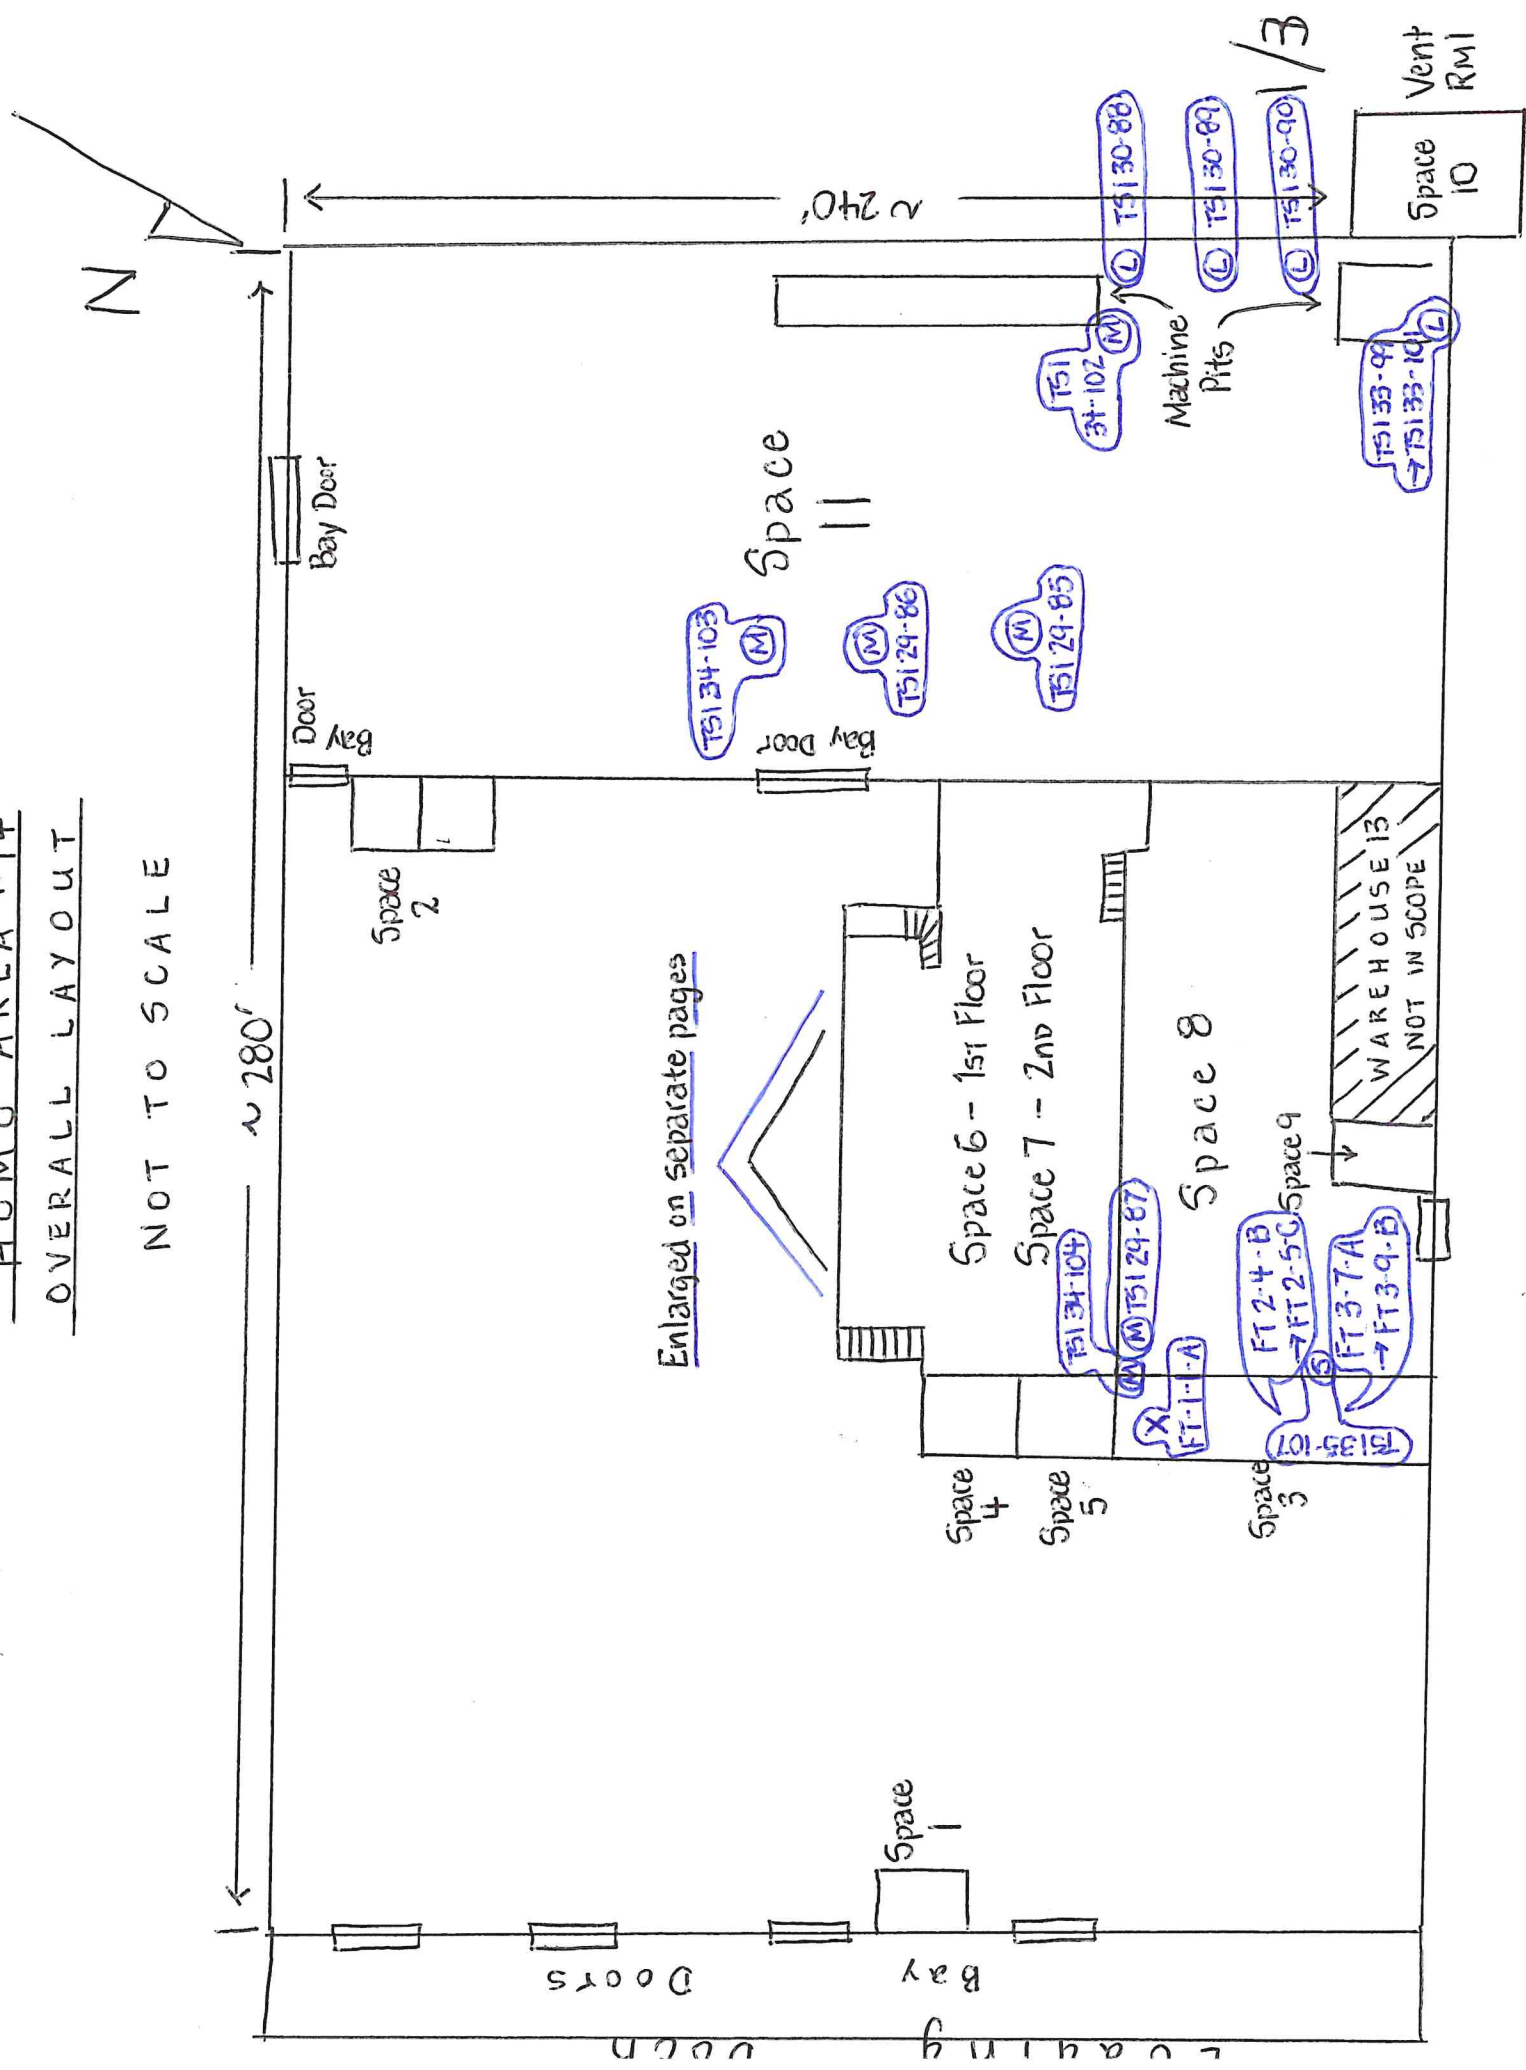 OVERALL LAYOUT
NOT TO SCALE
N
~ 280'
~ 240'
1/3
Bay Door
Door
Bay
Bay Door
Space
2
Space
11
TSI 34-103
M
M
TSI 29-86
M
TSI 29-85
TSI
34-102
M
Machine
Pits
L TSI 30-88
L TSI 30-89
L TSI 30-90
TSI 33-99
→ TSI 33-101
L
Space
10
Vent
RM1
Enlarged on separate pages
Space 6 - 1ST Floor
Space 7 - 2ND Floor
TSI 34-104
M
M TSI 29-87
Space 8
Space 9
WAREHOUSE 13
NOT IN SCOPE
X
FT-1-1-A
FT 2-4-B
→ FT 2-5-C
S
FT 3-7-A
→ FT 3-9-B
TSI 35-107
Space
4
Space
5
Space
3
Space
1
Bay Doors
Loading